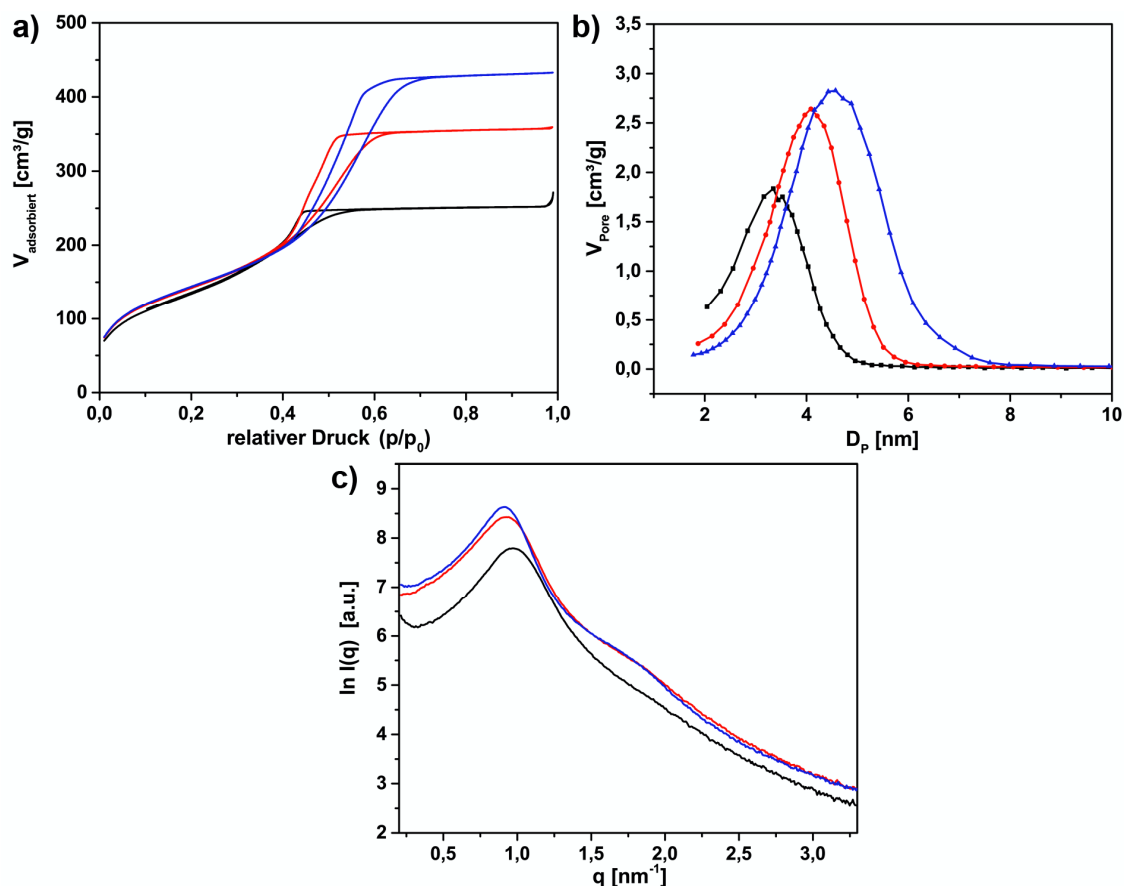 a)
500
400
300
200
100
0
V_adsorbiert [cm³/g]
0,0 0,2 0,4 0,6 0,8 1,0
relativer Druck (p/p₀)
b)
3,5
3,0
2,5
2,0
1,5
1,0
0,5
0,0
V_Pore [cm³/g]
2 4 6 8 10
D_P [nm]
c)
9
8
7
6
5
4
3
2
ln I(q) [a.u.]
0,5 1,0 1,5 2,0 2,5 3,0
q [nm⁻¹]